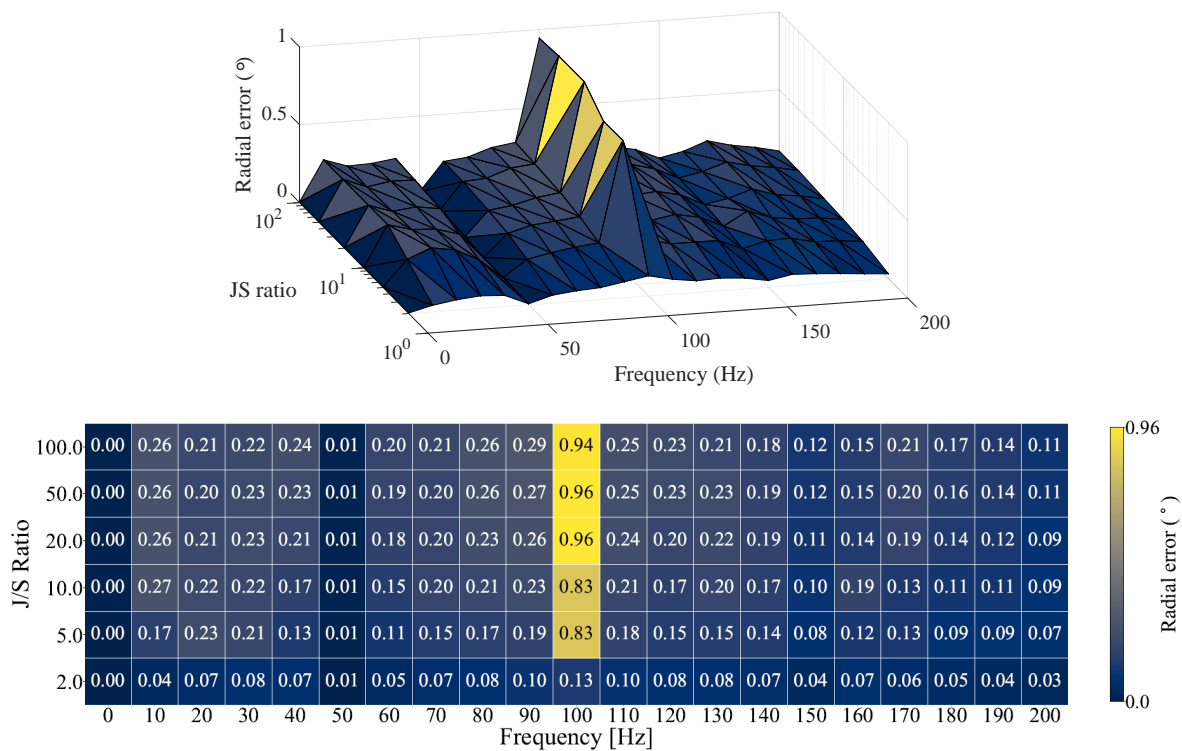 1
0.5
0
Radial error (°)
10²
10¹
10⁰
JS ratio
0
50
100
150
200
Frequency (Hz)
100.0 0.00 0.26 0.21 0.22 0.24 0.01 0.20 0.21 0.26 0.29 0.94 0.25 0.23 0.21 0.18 0.12 0.15 0.21 0.17 0.14 0.11
50.0 0.00 0.26 0.20 0.23 0.23 0.01 0.19 0.20 0.26 0.27 0.96 0.25 0.23 0.23 0.19 0.12 0.15 0.20 0.16 0.14 0.11
20.0 0.00 0.26 0.21 0.23 0.21 0.01 0.18 0.20 0.23 0.26 0.96 0.24 0.20 0.22 0.19 0.11 0.14 0.19 0.14 0.12 0.09
10.0 0.00 0.27 0.22 0.22 0.17 0.01 0.15 0.20 0.21 0.23 0.83 0.21 0.17 0.20 0.17 0.10 0.19 0.13 0.11 0.11 0.09
5.0 0.00 0.17 0.23 0.21 0.13 0.01 0.11 0.15 0.17 0.19 0.83 0.18 0.15 0.15 0.14 0.08 0.12 0.13 0.09 0.09 0.07
2.0 0.00 0.04 0.07 0.08 0.07 0.01 0.05 0.07 0.08 0.10 0.13 0.10 0.08 0.08 0.07 0.04 0.07 0.06 0.05 0.04 0.03
0 10 20 30 40 50 60 70 80 90 100 110 120 130 140 150 160 170 180 190 200
Frequency [Hz]
J/S Ratio
0.96
0.0
Radial error (°)